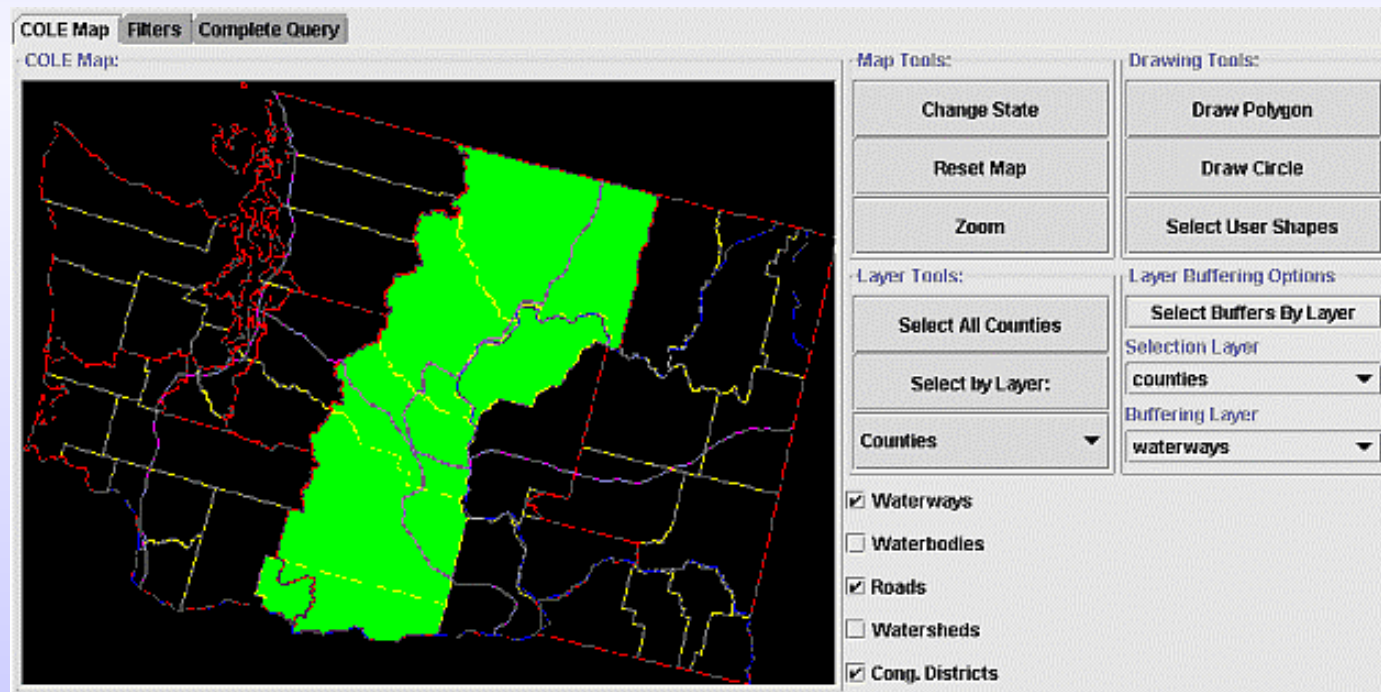 COLE Map Filters Complete Query
COLE Map:
Map Tools:
Change State
Reset Map
Zoom
Layer Tools:
Select All Counties
Select by Layer:
Counties
Waterways
Waterbodies
Roads
Watersheds
Cong. Districts
Drawing Tools:
Draw Polygon
Draw Circle
Select User Shapes
Layer Buffering Options
Select Buffers By Layer
Selection Layer
counties
Buffering Layer
waterways